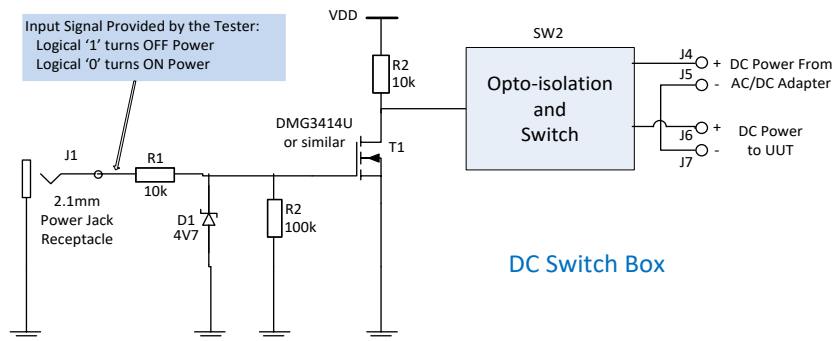 Input Signal Provided by the Tester:
Logical ‘1’ turns OFF Power
Logical ‘0’ turns ON Power
VDD
R2
10k
SW2
Opto-isolation
and
Switch
J4
+ DC Power From
J5
- AC/DC Adapter
+ DC Power
J6
to UUT
J7
-
DMG3414U
or similar
T1
J1
R1
10k
2.1mm
Power Jack
Receptacle
D1
4V7
R2
100k
DC Switch Box